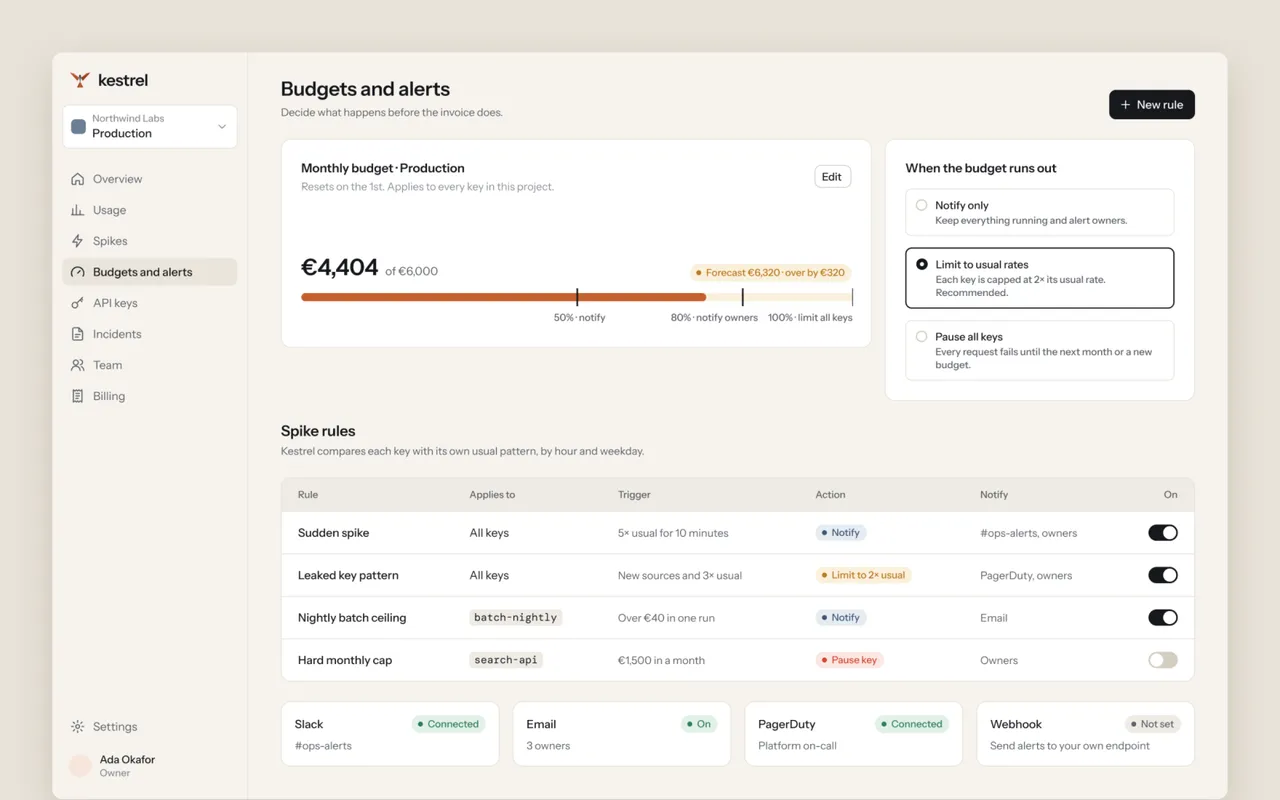 kestrel
Northwind Labs
Production
Overview
Usage
Spikes
Budgets and alerts
API keys
Incidents
Team
Billing
Settings
Ada Okafor
Owner
Budgets and alerts
Decide what happens before the invoice does.
+ New rule
Monthly budget · Production
Resets on the 1st. Applies to every key in this project.
Edit
€4,404 of €6,000
Forecast €6,320 · over by €320
50% · notify
80% · notify owners
100% · limit all keys
When the budget runs out
Notify only
Keep everything running and alert owners.
Limit to usual rates
Each key is capped at 2× its usual rate.
Recommended.
Pause all keys
Every request fails until the next month or a new
budget.
Spike rules
Kestrel compares each key with its own usual pattern, by hour and weekday.
Rule Applies to Trigger Action Notify On
Sudden spike All keys 5× usual for 10 minutes Notify #ops-alerts, owners
Leaked key pattern All keys New sources and 3× usual Limit to 2× usual PagerDuty, owners
Nightly batch ceiling batch-nightly Over €40 in one run Notify Email
Hard monthly cap search-api €1,500 in a month Pause key Owners
Slack Connected
#ops-alerts
Email On
3 owners
PagerDuty Connected
Platform on-call
Webhook Not set
Send alerts to your own endpoint